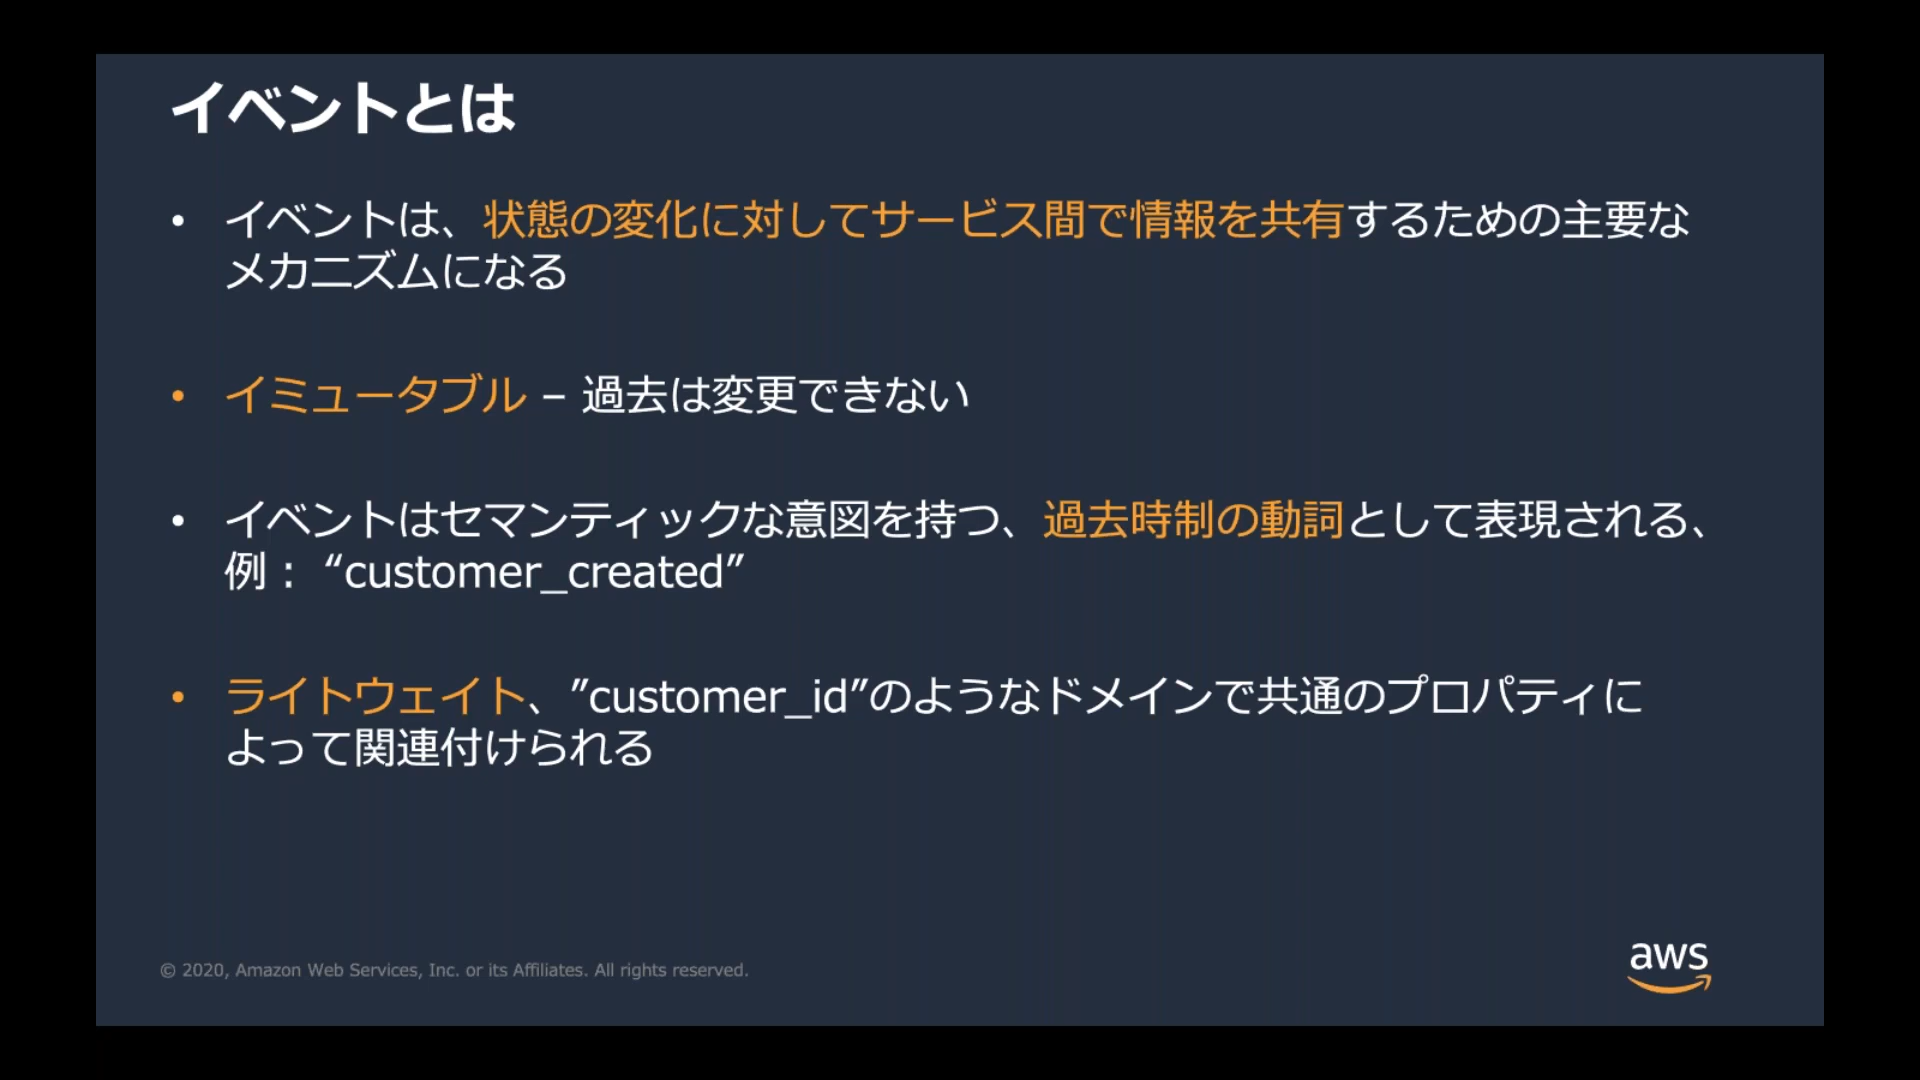 イベントとは
• イベントは、状態の変化に対してサービス間で情報を共有するための主要な
メカニズムになる
• イミュータブル – 過去は変更できない
• イベントはセマンティックな意図を持つ、過去時制の動詞として表現される、
例： “customer_created”
• ライトウェイト、”customer_id”のようなドメインで共通のプロパティに
よって関連付けられる
© 2020, Amazon Web Services, Inc. or its Affiliates. All rights reserved.
aws